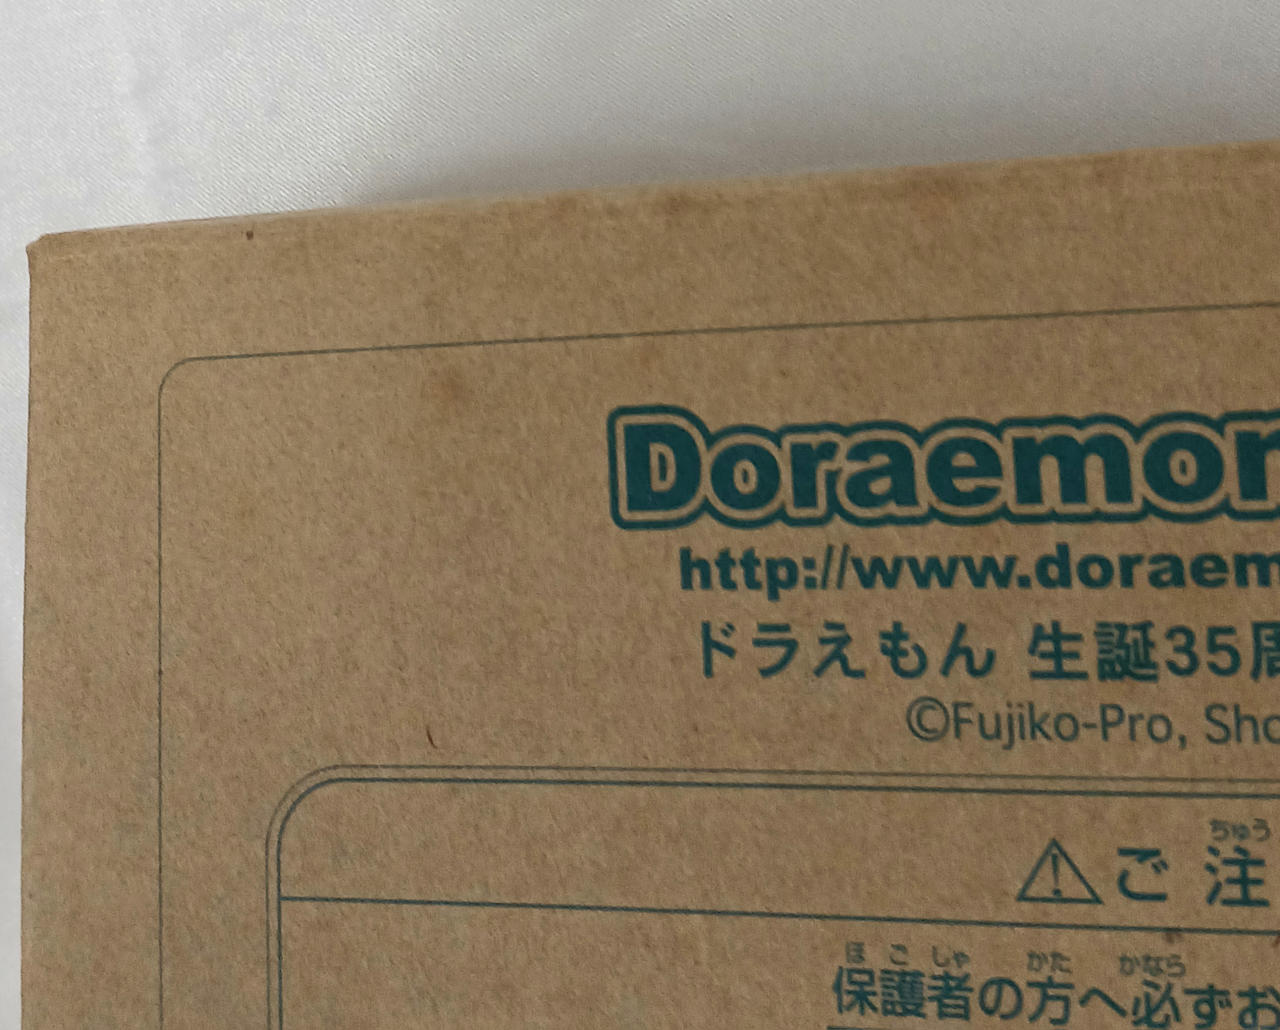 Doraemon
http://www.doraem
ドラえもん 生誕35周
©Fujiko-Pro, Sho
ちゅう
⚠ご 注
ほ ご しゃ かた かなら
保護者の方へ必ずお